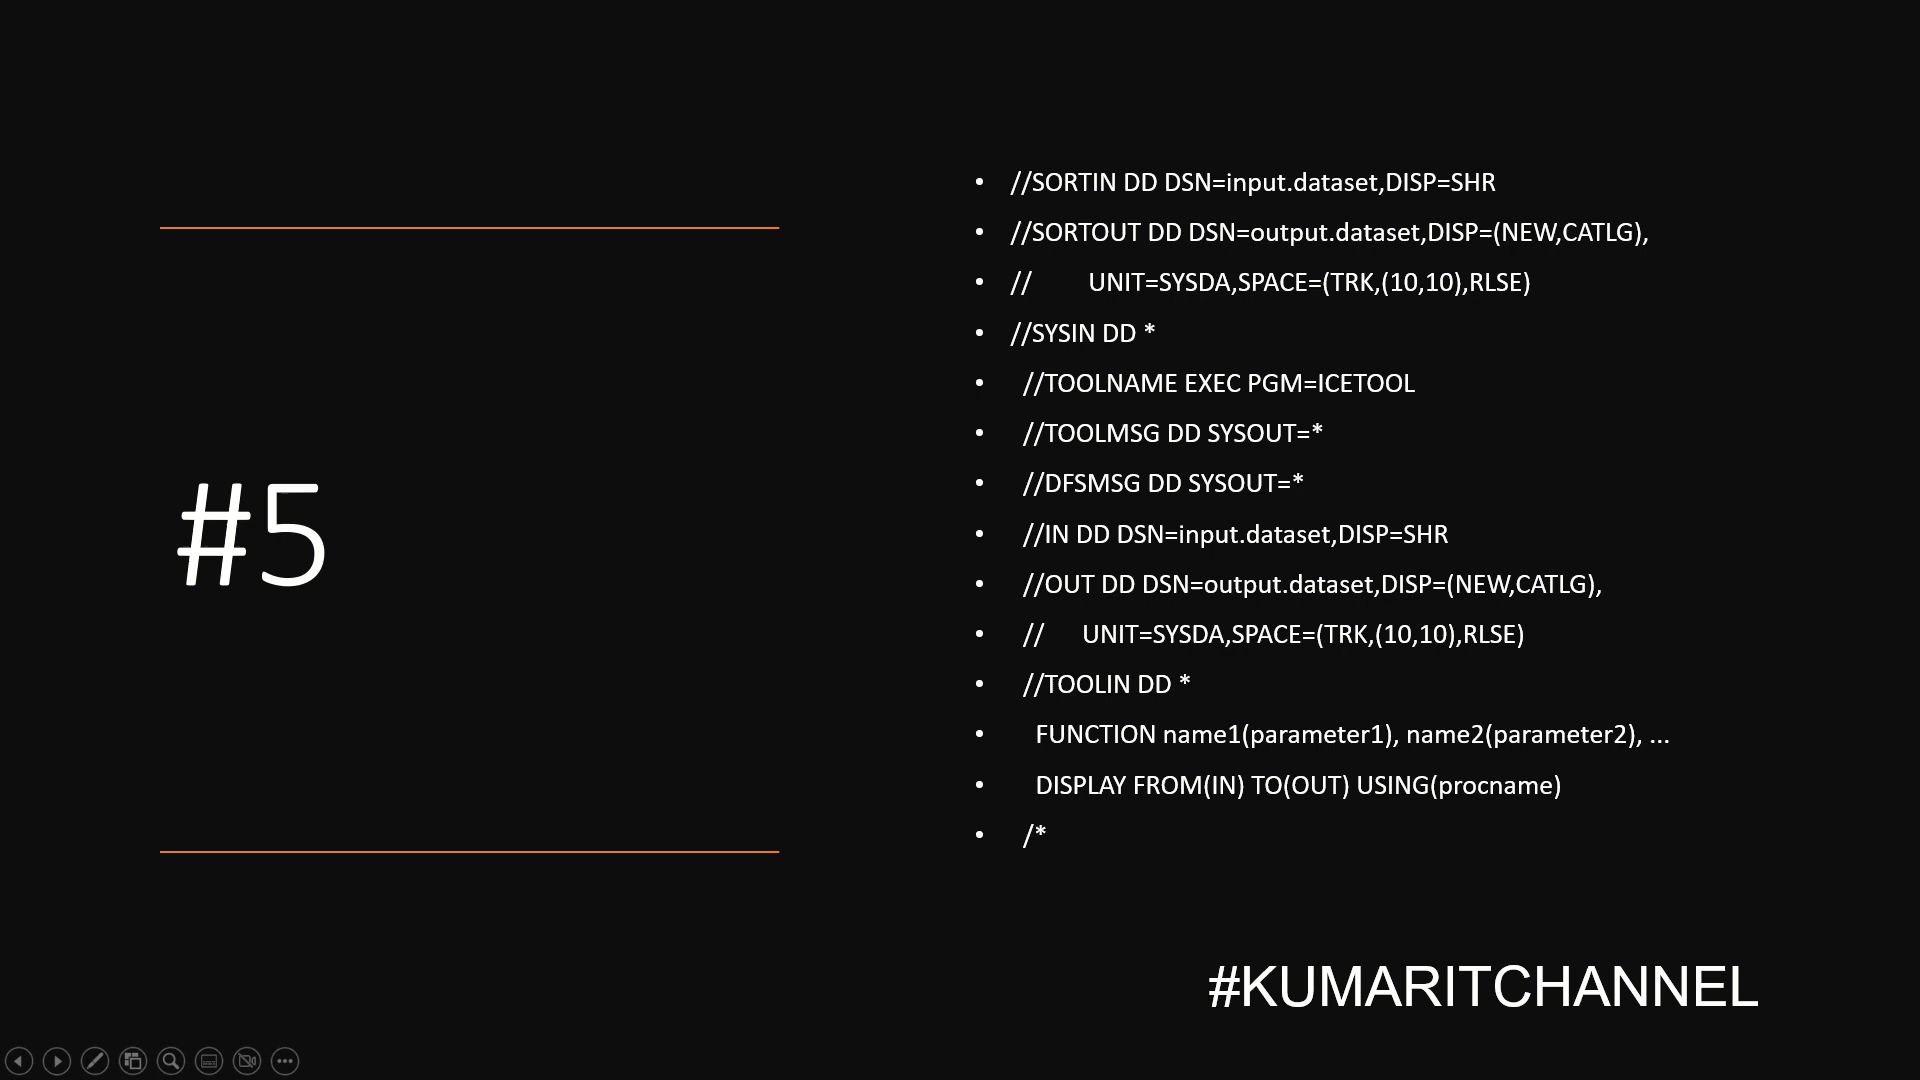 #5
• //SORTIN DD DSN=input.dataset,DISP=SHR
• //SORTOUT DD DSN=output.dataset,DISP=(NEW,CATLG),
• //         UNIT=SYSDA,SPACE=(TRK,(10,10),RLSE)
• //SYSIN DD *
•   //TOOLNAME EXEC PGM=ICETOOL
•   //TOOLMSG DD SYSOUT=*
•   //DFSMSG DD SYSOUT=*
•   //IN DD DSN=input.dataset,DISP=SHR
•   //OUT DD DSN=output.dataset,DISP=(NEW,CATLG),
•   //      UNIT=SYSDA,SPACE=(TRK,(10,10),RLSE)
•   //TOOLIN DD *
•     FUNCTION name1(parameter1), name2(parameter2), ...
•     DISPLAY FROM(IN) TO(OUT) USING(procname)
•   /*
#KUMARITCHANNEL